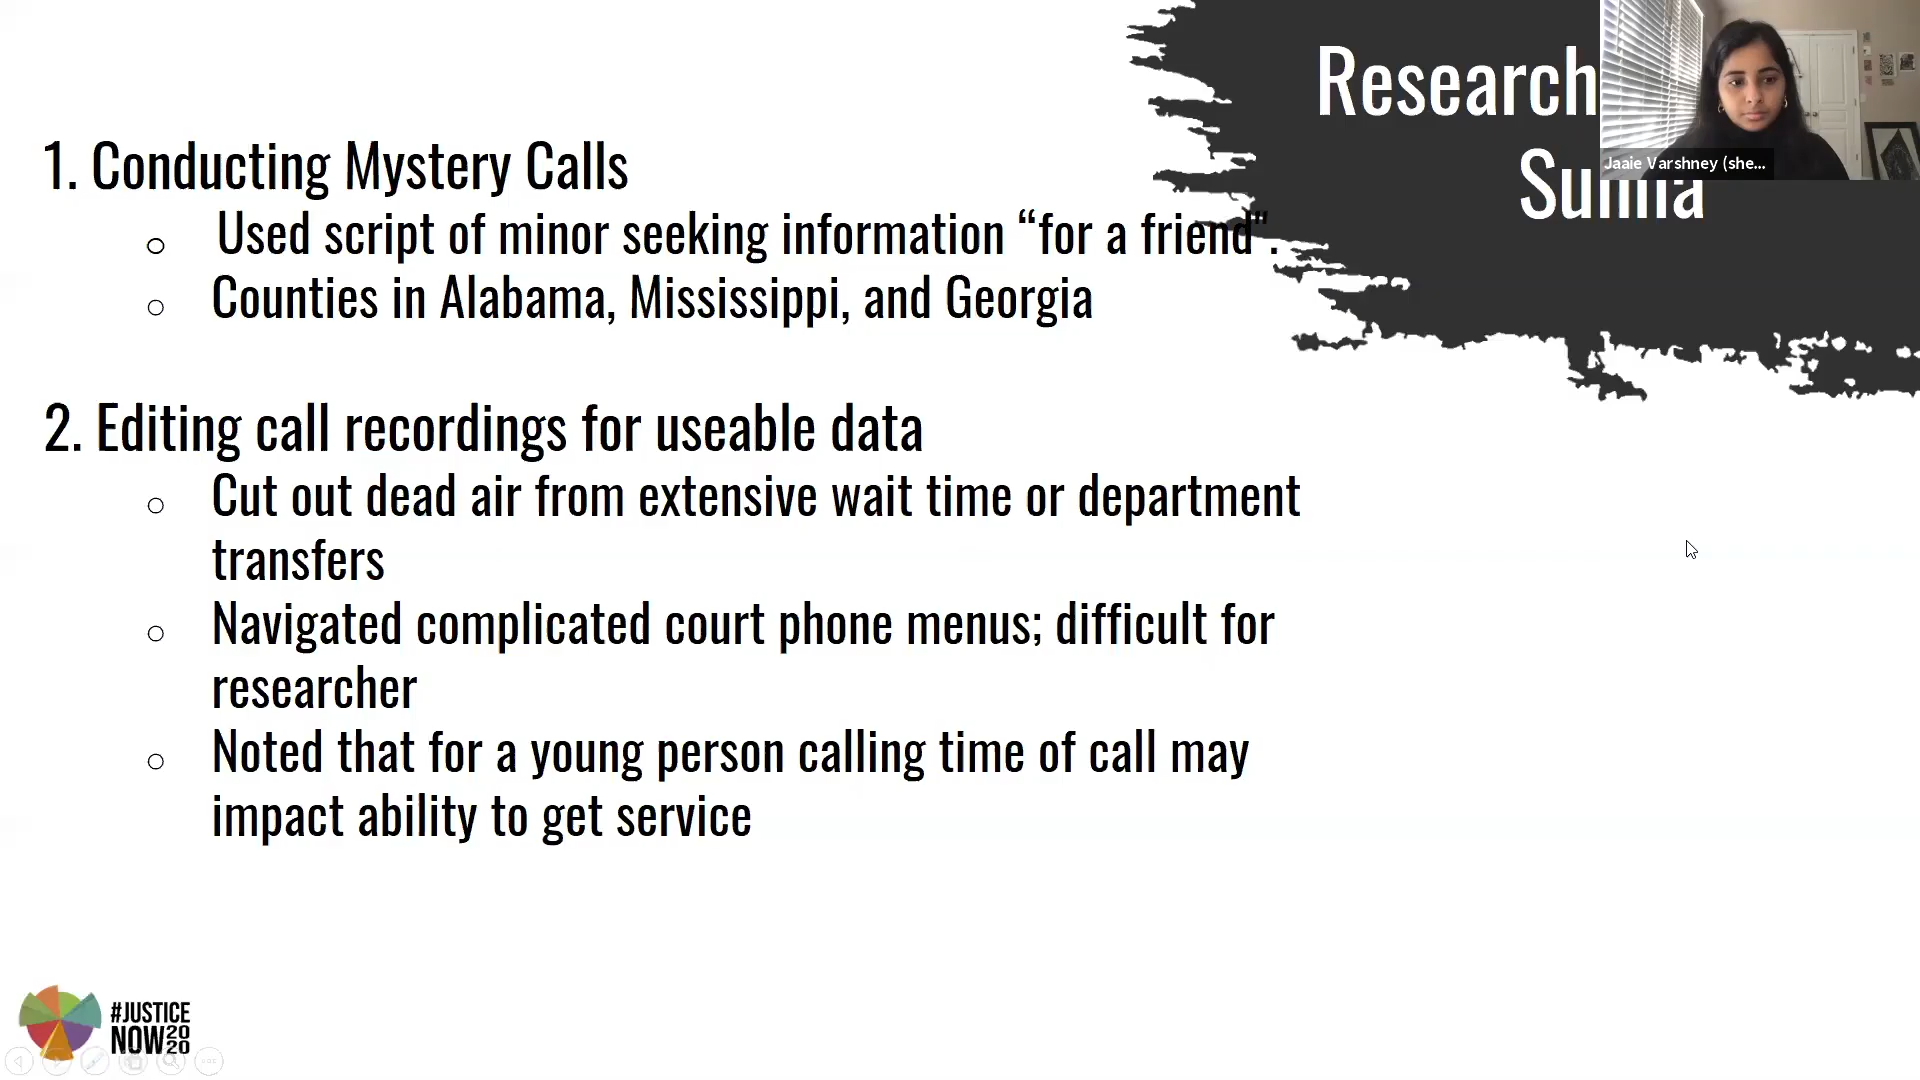 Research
Jaaie Varshney (she...
1. Conducting Mystery Calls
○ Used script of minor seeking information “for a friend".
○ Counties in Alabama, Mississippi, and Georgia
2. Editing call recordings for useable data
○ Cut out dead air from extensive wait time or department
transfers
○ Navigated complicated court phone menus; difficult for
researcher
○ Noted that for a young person calling time of call may
impact ability to get service
#JUSTICE
NOW 20
20